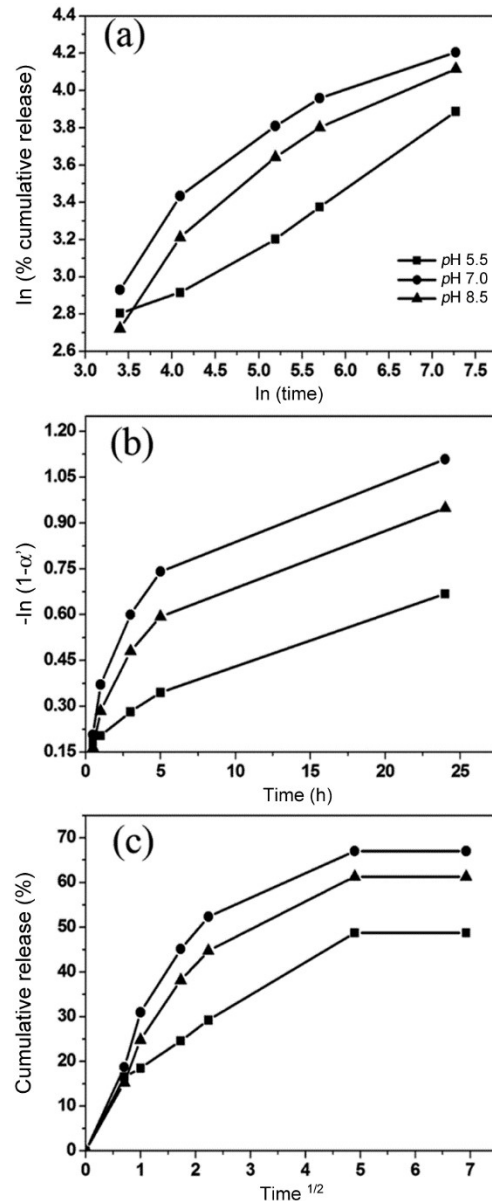 (a)
ln (% cumulative release)
4.4
4.2
4.0
3.8
3.6
3.4
3.2
3.0
2.8
2.6
pH 5.5
pH 7.0
pH 8.5
3.0 3.5 4.0 4.5 5.0 5.5 6.0 6.5 7.0 7.5
ln (time)
(b)
-ln (1-α')
1.20
1.05
0.90
0.75
0.60
0.45
0.30
0.15
0 5 10 15 20 25
Time (h)
(c)
Cumulative release (%)
70
60
50
40
30
20
10
0
0 1 2 3 4 5 6 7
Time 1/2